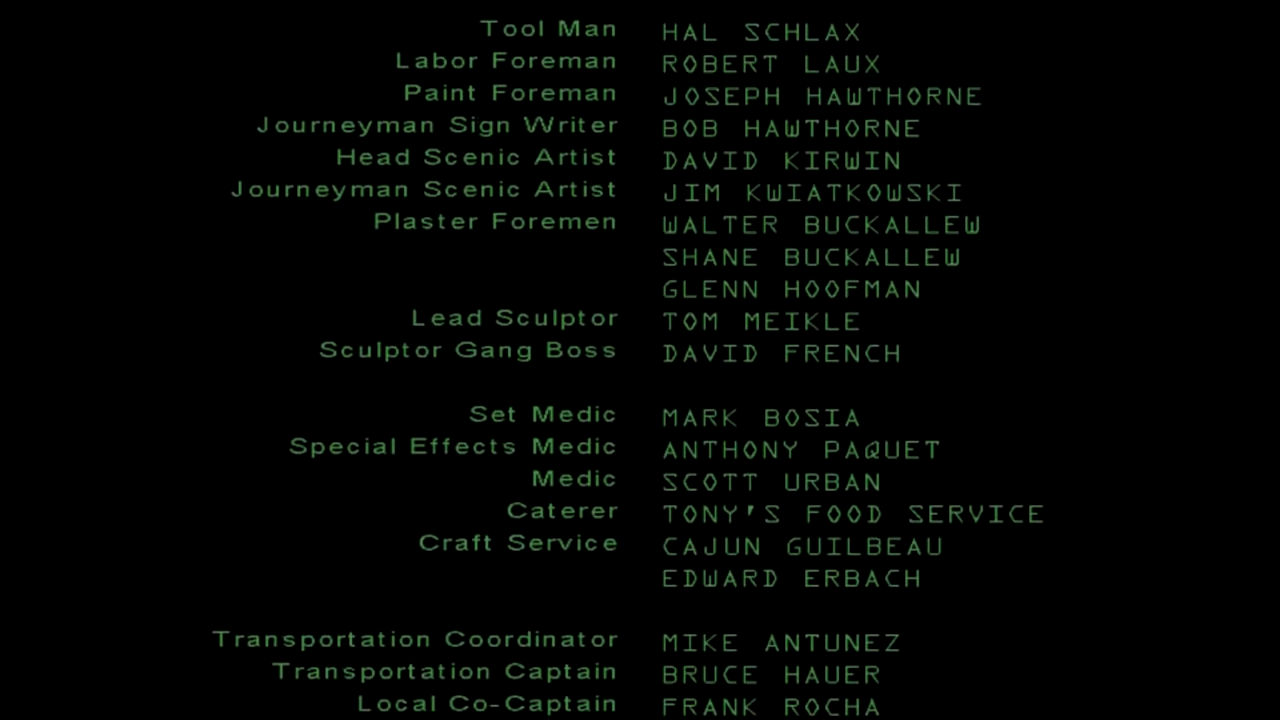 Tool Man HAL SCHLAX
Labor Foreman ROBERT LAUX
Paint Foreman JOSEPH HAWTHORNE
Journeyman Sign Writer BOB HAWTHORNE
Head Scenic Artist DAVID KIRWIN
Journeyman Scenic Artist JIM KWIATKOWSKI
Plaster Foremen WALTER BUCKALLEW
SHANE BUCKALLEW
GLENN HOOFMAN
Lead Sculptor TOM MEIKLE
Sculptor Gang Boss DAVID FRENCH
Set Medic MARK BOSIA
Special Effects Medic ANTHONY PAQUET
Medic SCOTT URBAN
Caterer TONY'S FOOD SERVICE
Craft Service CAJUN GUILBEAU
EDWARD ERBACH
Transportation Coordinator MIKE ANTUNEZ
Transportation Captain BRUCE HAUER
Local Co-Captain FRANK ROCHA